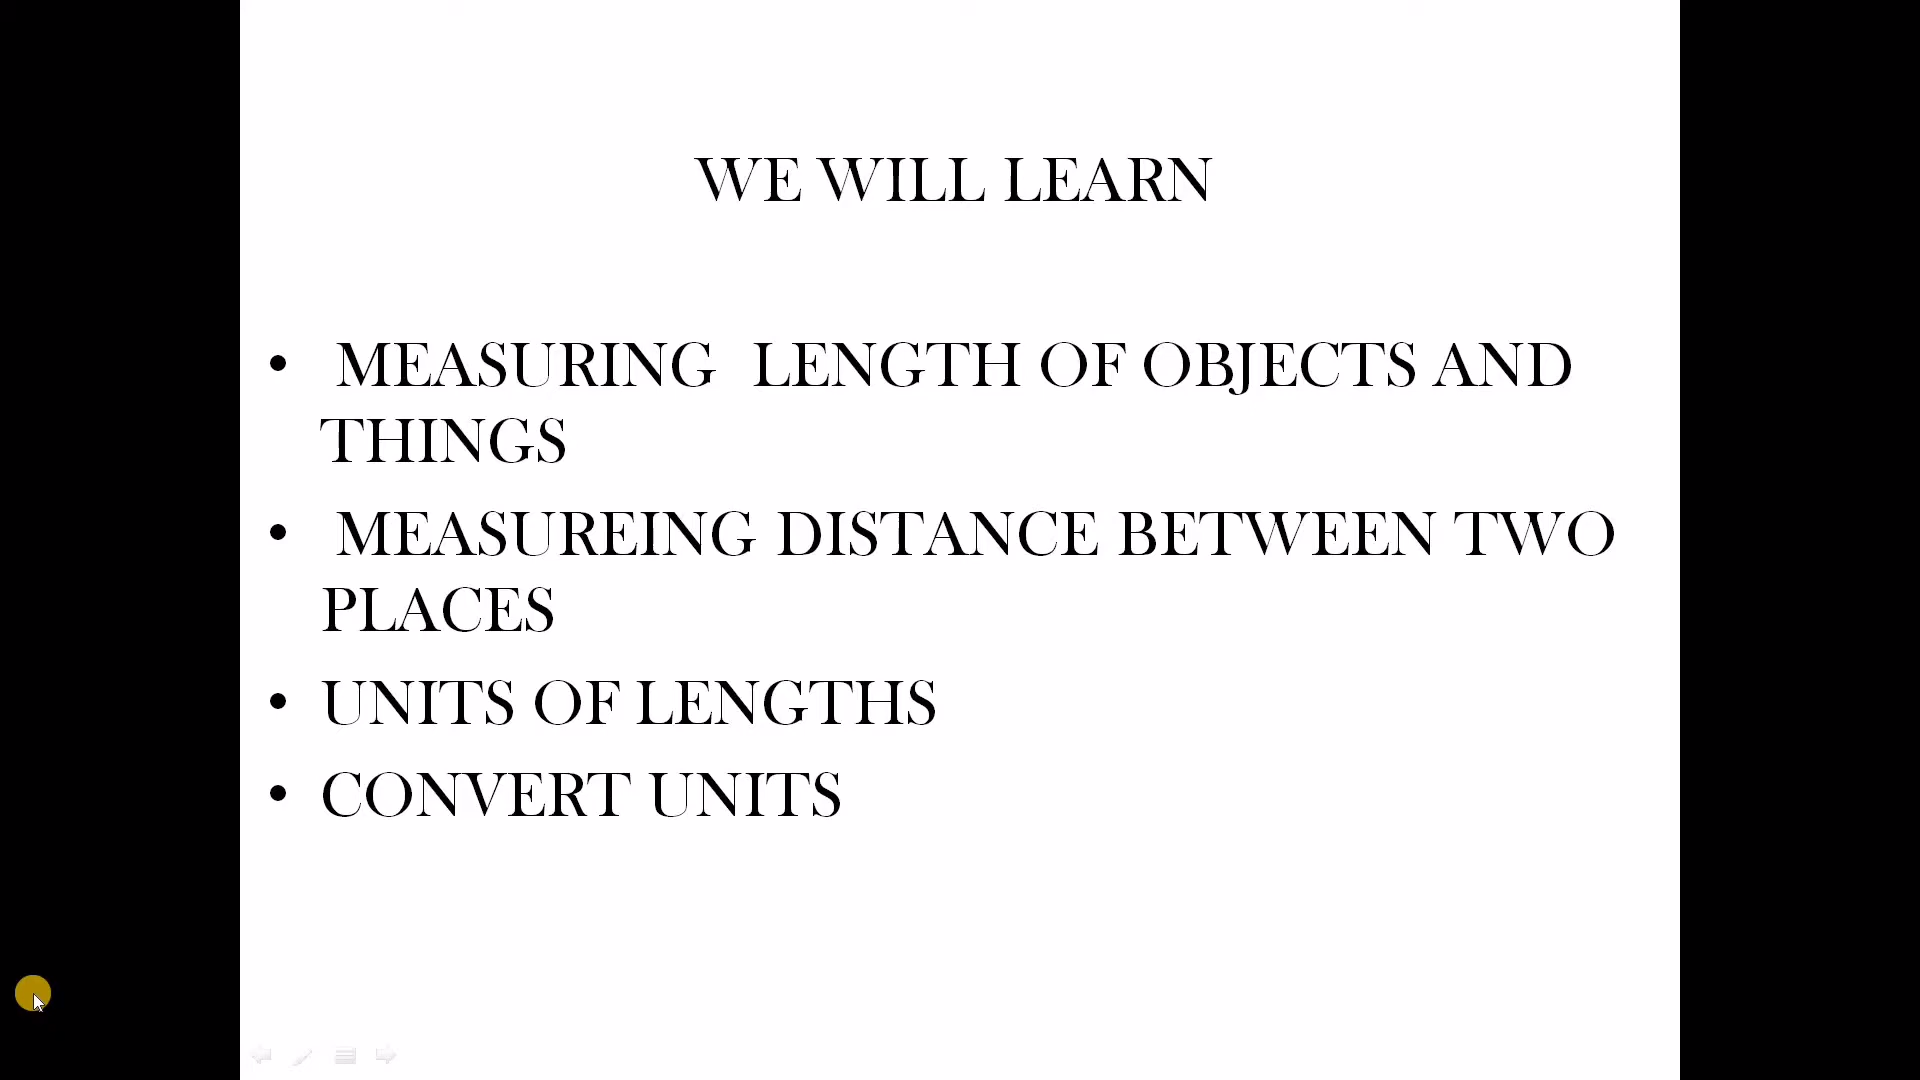 WE WILL LEARN
• MEASURING LENGTH OF OBJECTS AND
THINGS
• MEASUREING DISTANCE BETWEEN TWO
PLACES
• UNITS OF LENGTHS
• CONVERT UNITS